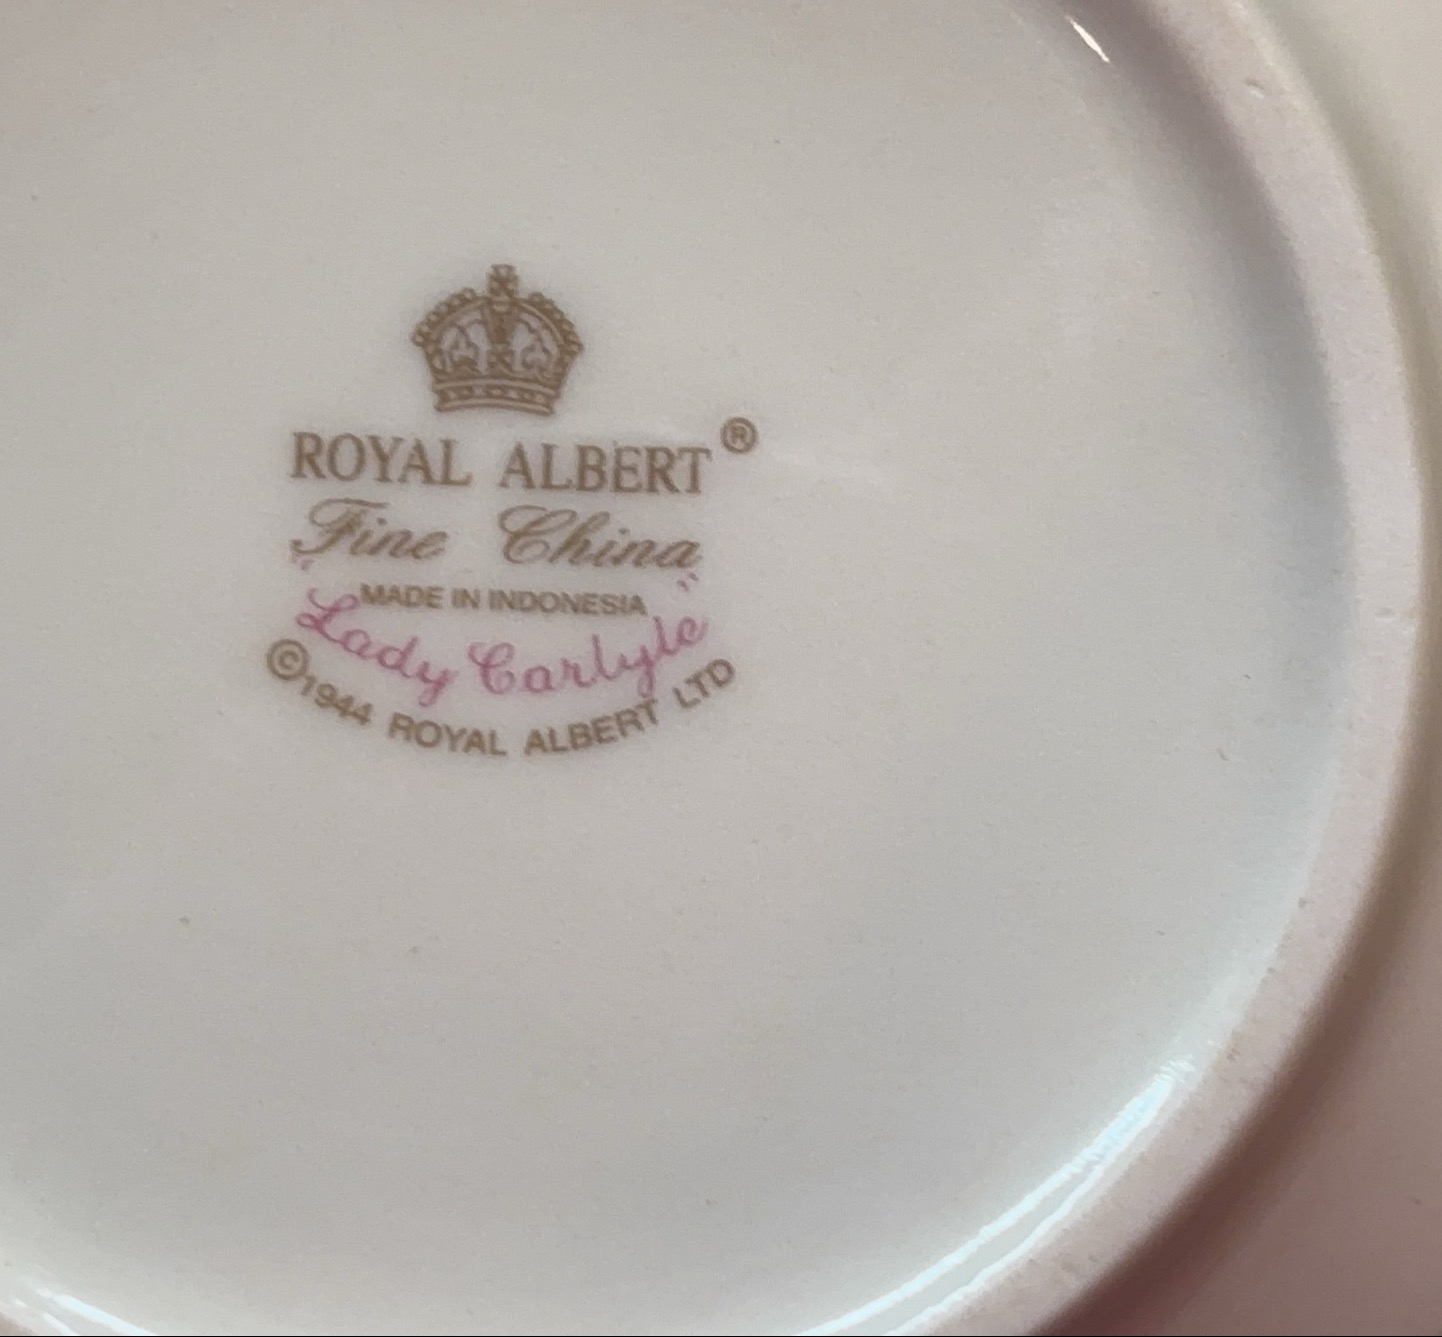 ROYAL ALBERT®
Fine China
MADE IN INDONESIA
"Lady Carlyle"
©1944 ROYAL ALBERT LTD